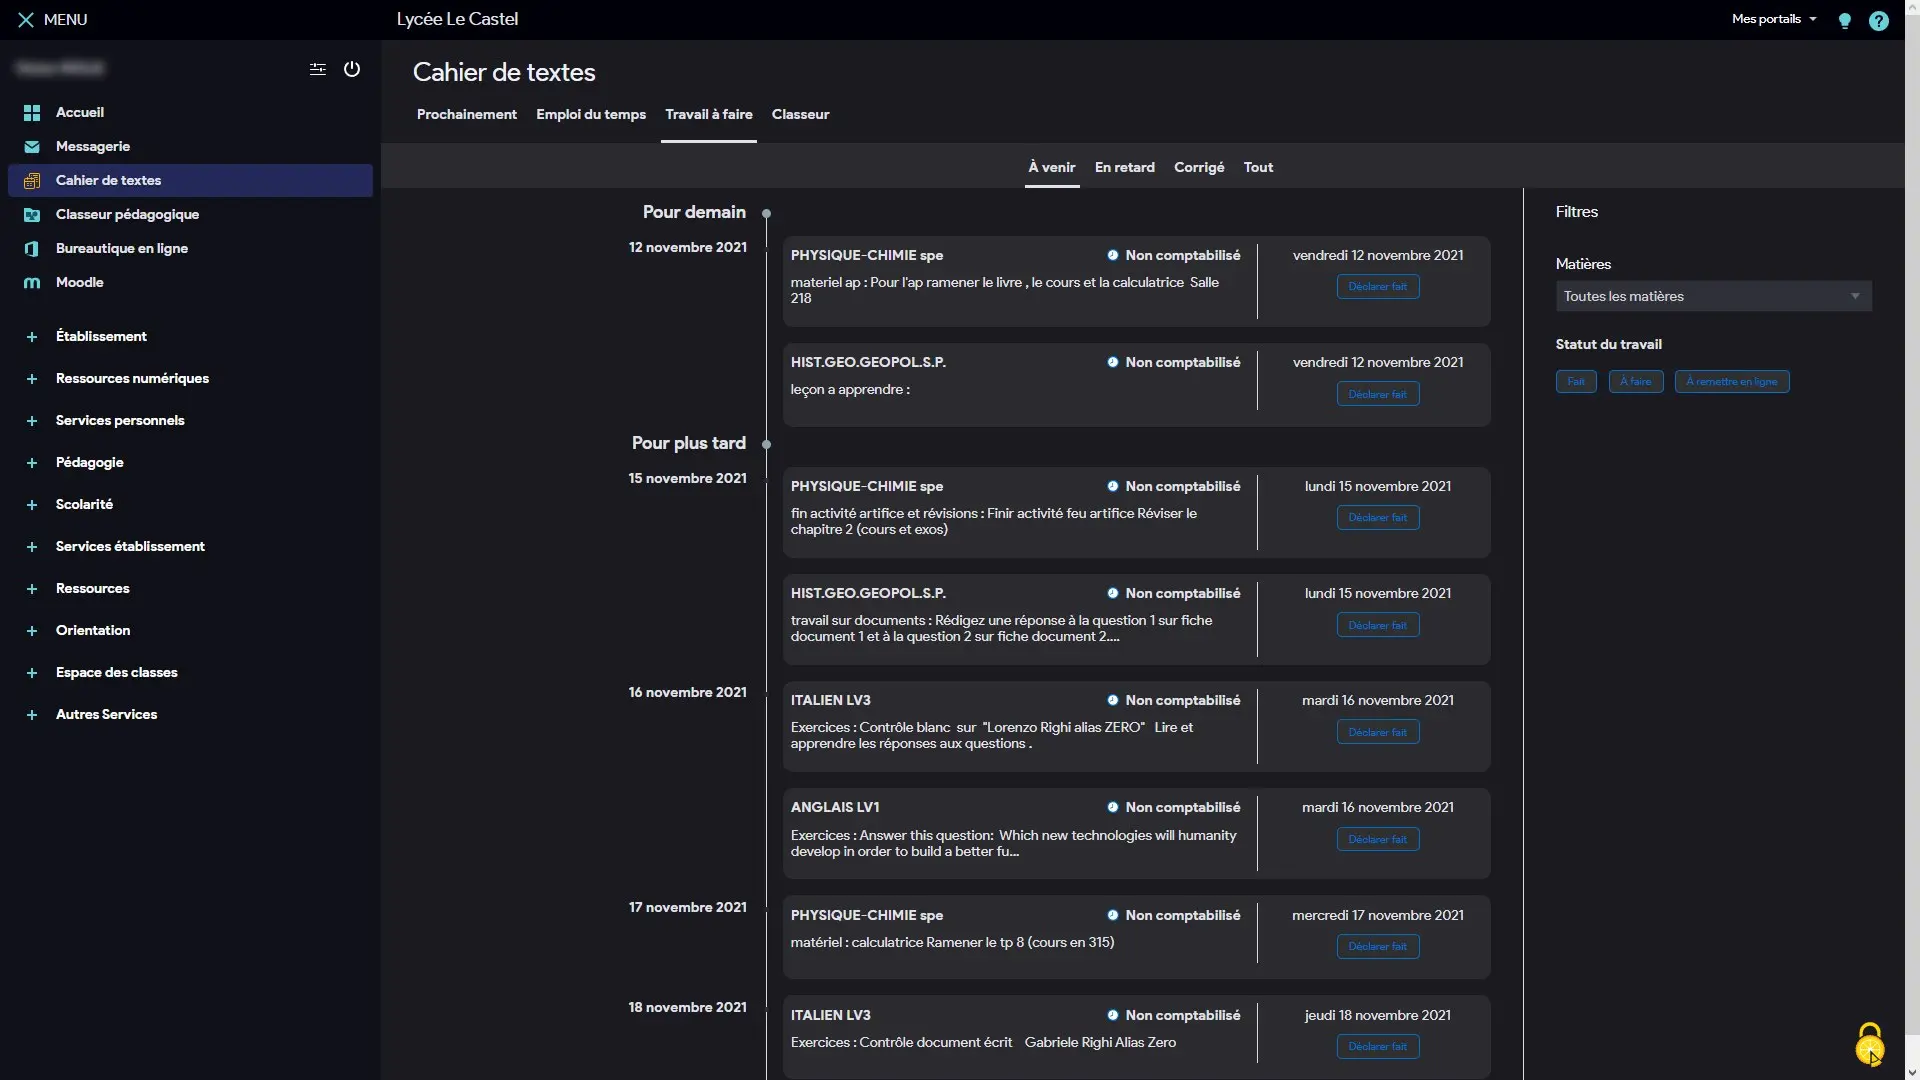 MENU
Lycée Le Castel
Mes portails
Accueil
Messagerie
Cahier de textes
Classeur pédagogique
Bureautique en ligne
Moodle
Établissement
Ressources numériques
Services personnels
Pédagogie
Scolarité
Services établissement
Ressources
Orientation
Espace des classes
Autres Services
Cahier de textes
Prochainement Emploi du temps Travail à faire Classeur
À venir En retard Corrigé Tout
Pour demain
12 novembre 2021
PHYSIQUE-CHIMIE spe Non comptabilisé vendredi 12 novembre 2021
materiel ap : Pour l'ap ramener le livre , le cours et la calculatrice Salle
218
Déclarer fait
HIST.GEO.GEOPOL.S.P. Non comptabilisé vendredi 12 novembre 2021
leçon a apprendre :
Déclarer fait
Pour plus tard
15 novembre 2021
PHYSIQUE-CHIMIE spe Non comptabilisé lundi 15 novembre 2021
fin activité artifice et révisions : Finir activité feu artifice Réviser le
chapitre 2 (cours et exos)
Déclarer fait
HIST.GEO.GEOPOL.S.P. Non comptabilisé lundi 15 novembre 2021
travail sur documents : Rédigez une réponse à la question 1 sur fiche
document 1 et à la question 2 sur fiche document 2....
Déclarer fait
16 novembre 2021
ITALIEN LV3 Non comptabilisé mardi 16 novembre 2021
Exercices : Contrôle blanc sur "Lorenzo Righi alias ZERO" Lire et
apprendre les réponses aux questions .
Déclarer fait
ANGLAIS LV1 Non comptabilisé mardi 16 novembre 2021
Exercices : Answer this question: Which new technologies will humanity
develop in order to build a better fu...
Déclarer fait
17 novembre 2021
PHYSIQUE-CHIMIE spe Non comptabilisé mercredi 17 novembre 2021
matériel : calculatrice Ramener le tp 8 (cours en 315)
Déclarer fait
18 novembre 2021
ITALIEN LV3 Non comptabilisé jeudi 18 novembre 2021
Exercices : Contrôle document écrit Gabriele Righi Alias Zero
Déclarer fait
Filtres
Matières
Toutes les matières
Statut du travail
Fait À faire À remettre en ligne